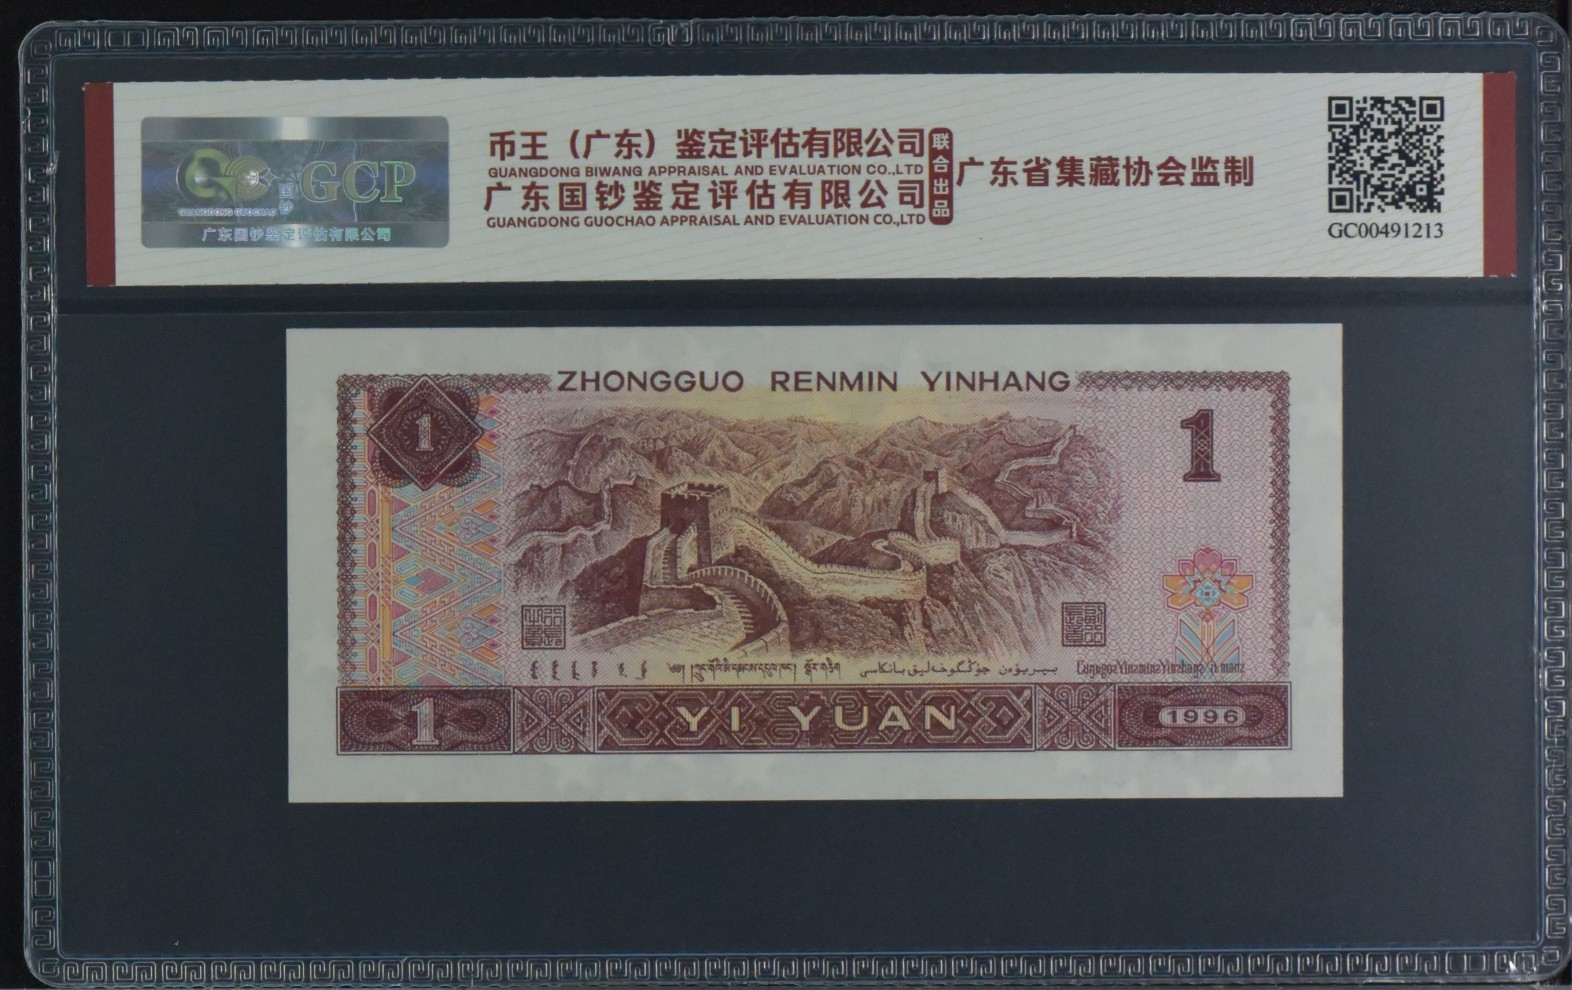 GCP
国钞
GUANGDONG GUOCHAO
广东国钞鉴定评估有限公司
币王（广东）鉴定评估有限公司
GUANGDONG BIWANG APPRAISAL AND EVALUATION CO.,LTD
广东国钞鉴定评估有限公司
GUANGDONG GUOCHAO APPRAISAL AND EVALUATION CO.,LTD
联合出品
广东省集藏协会监制
GC00491213
ZHONGGUO RENMIN YINHANG
1
1
1
YI YUAN
1996